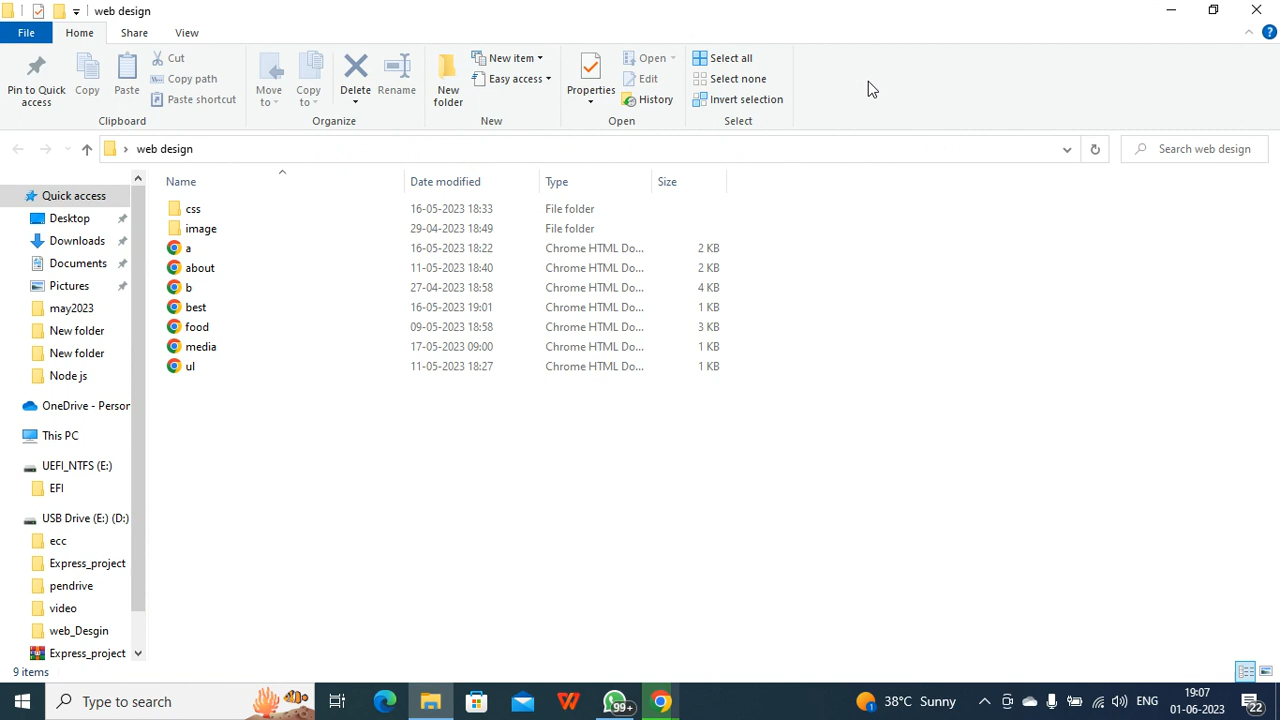 web design
File Home Share View
Pin to Quick access
Copy
Paste
Cut
Copy path
Paste shortcut
Clipboard
Move to
Copy to
Delete
Rename
Organize
New folder
New item
Easy access
New
Properties
Open
Edit
History
Open
Select all
Select none
Invert selection
Select
web design
Search web design
Name Date modified Type Size
css 16-05-2023 18:33 File folder
image 29-04-2023 18:49 File folder
a 16-05-2023 18:22 Chrome HTML Do... 2 KB
about 11-05-2023 18:40 Chrome HTML Do... 2 KB
b 27-04-2023 18:58 Chrome HTML Do... 4 KB
best 16-05-2023 19:01 Chrome HTML Do... 1 KB
food 09-05-2023 18:58 Chrome HTML Do... 3 KB
media 17-05-2023 09:00 Chrome HTML Do... 1 KB
ul 11-05-2023 18:27 Chrome HTML Do... 1 KB
Quick access
Desktop
Downloads
Documents
Pictures
may2023
New folder
New folder
Node js
OneDrive - Person
This PC
UEFI_NTFS (E:)
EFI
USB Drive (E:) (D:)
ecc
Express_project
pendrive
video
web_Desgin
Express_project
9 items
Type to search
99+
1
38°C Sunny
ENG
19:07
01-06-2023
22